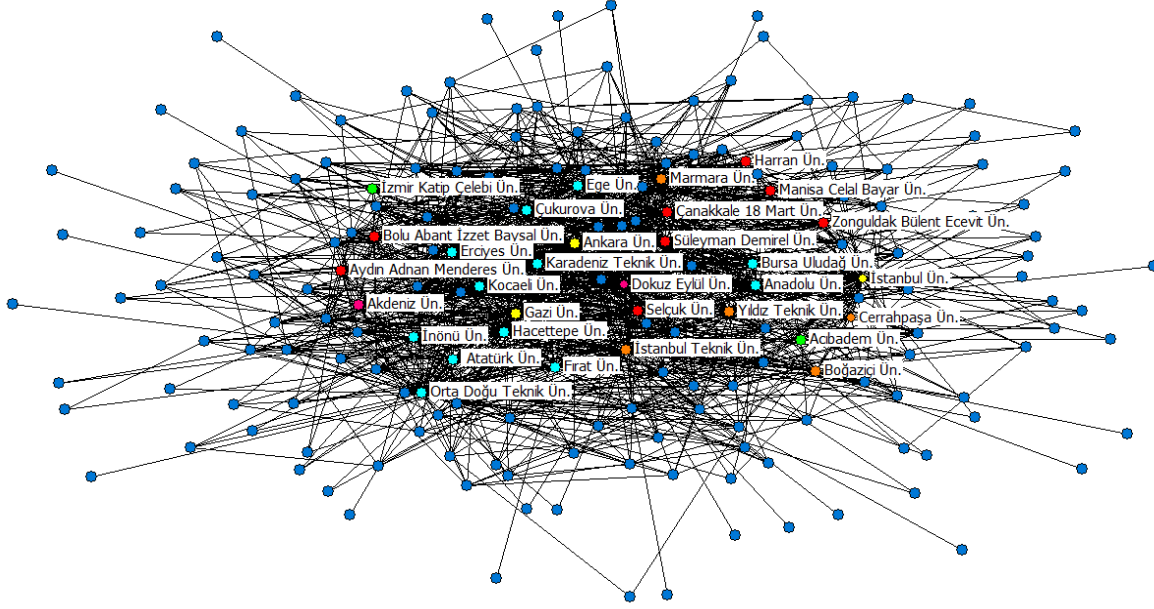 Harran Ün.
Marmara Ün.
İzmir Katip Çelebi Ün.
Ege Ün.
Manisa Celal Bayar Ün.
Çukurova Ün.
Çanakkale 18 Mart Ün.
Zonguldak Bülent Ecevit Ün.
Bolu Abant İzzet Baysal Ün.
Ankara Ün.
Süleyman Demirel Ün.
Erciyes Ün.
Karadeniz Teknik Ün.
Bursa Uludağ Ün.
Aydın Adnan Menderes Ün.
Kocaeli Ün.
Dokuz Eylül Ün.
Anadolu Ün.
İstanbul Ün.
Akdeniz Ün.
Gazi Ün.
Selçuk Ün.
Yıldız Teknik Ün.
Cerrahpaşa Ün.
İnönü Ün.
Hacettepe Ün.
Acıbadem Ün.
Atatürk Ün.
Fırat Ün.
İstanbul Teknik Ün.
Boğaziçi Ün.
Orta Doğu Teknik Ün.